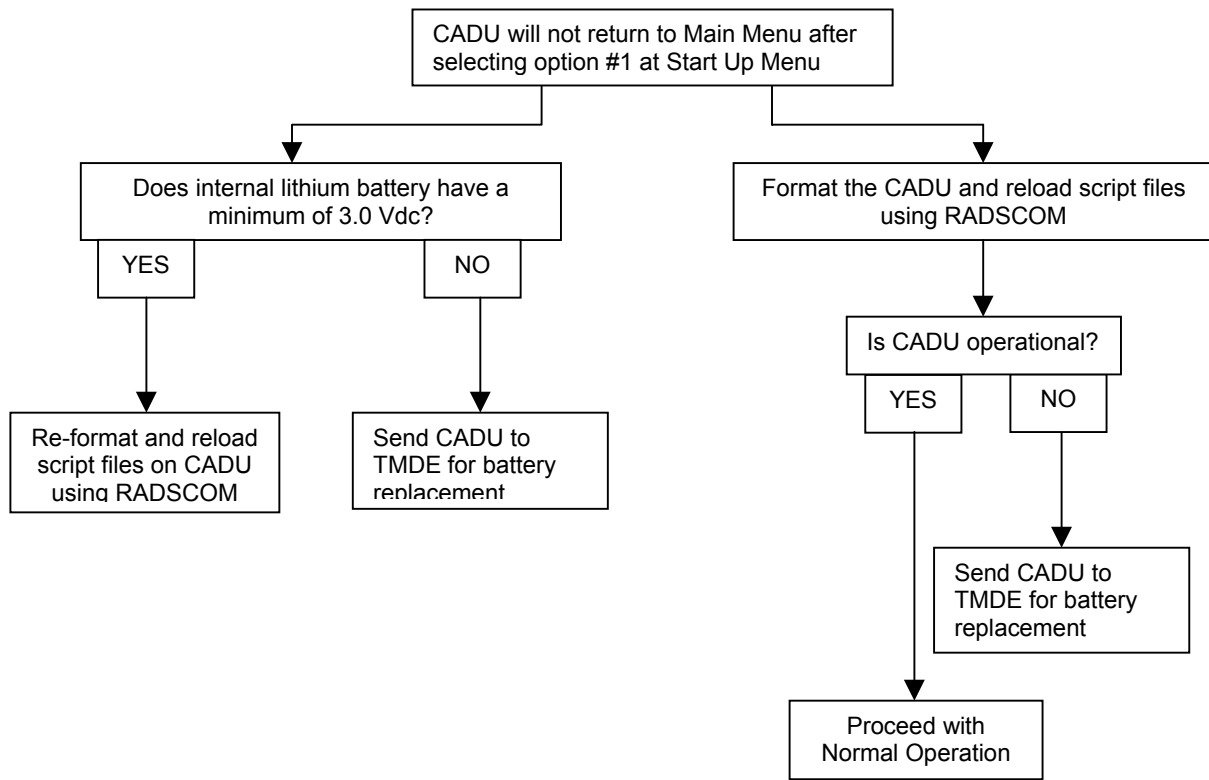 CADU will not return to Main Menu after
selecting option #1 at Start Up Menu
Does internal lithium battery have a
minimum of 3.0 Vdc?
YES
NO
Re-format and reload
script files on CADU
using RADSCOM
Send CADU to
TMDE for battery
replacement
Format the CADU and reload script files
using RADSCOM
Is CADU operational?
YES
NO
Send CADU to
TMDE for battery
replacement
Proceed with
Normal Operation